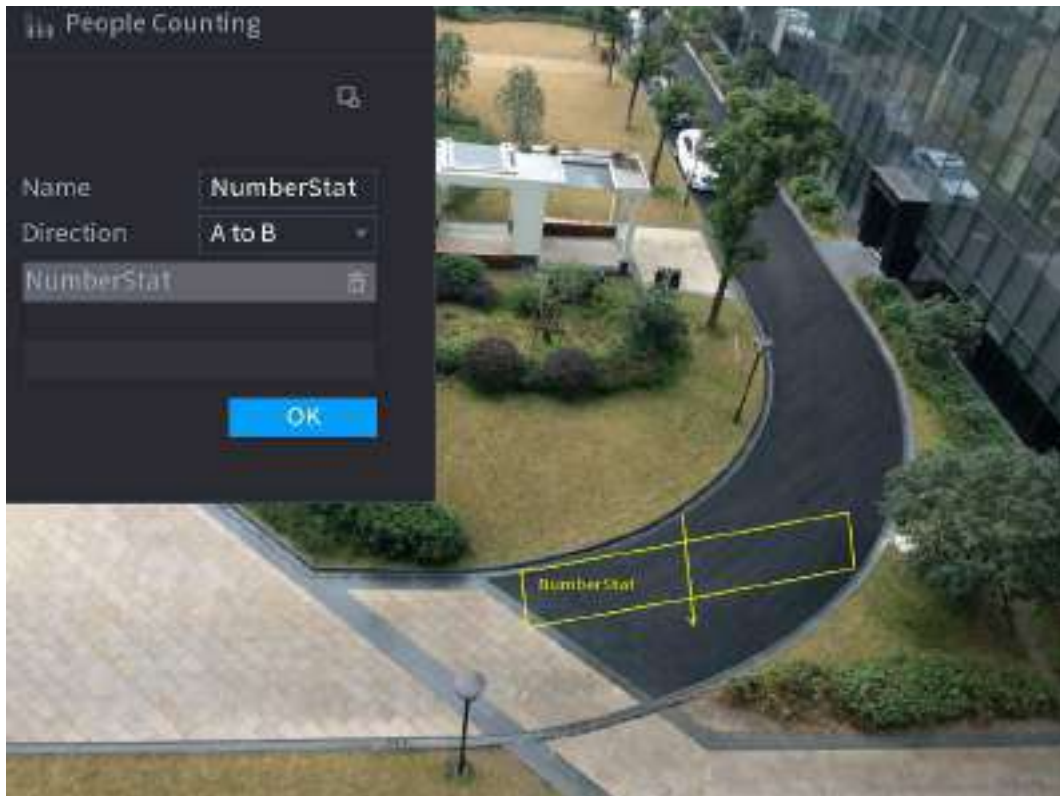 People Counting
Name NumberStat
Direction A to B
NumberStat
OK
NumberStat